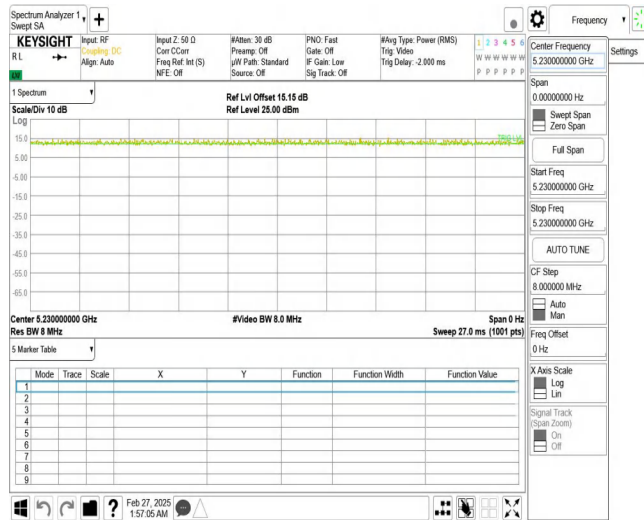 Spectrum Analyzer 1
Swept SA
Frequency
KEYSIGHT
R L
Input: RF
Coupling: DC
Align: Auto
Input Z: 50 Ω
Corr CCorr
Freq Ref: Int (S)
NFE: Off
#Atten: 30 dB
Preamp: Off
µW Path: Standard
Source: Off
PNO: Fast
Gate: Off
IF Gain: Low
Sig Track: Off
#Avg Type: Power (RMS)
Trig: Video
Trig Delay: -2.000 ms
1 2 3 4 5 6
W W W W W W
P P P P P P
Center Frequency
5.230000000 GHz
Settings
Span
0.00000000 Hz
Swept Span
Zero Span
Full Span
Start Freq
5.230000000 GHz
Stop Freq
5.230000000 GHz
AUTO TUNE
CF Step
8.000000 MHz
Auto
Man
Freq Offset
0 Hz
X Axis Scale
Log
Lin
Signal Track
(Span Zoom)
On
Off
1 Spectrum
Scale/Div 10 dB
Ref Lvl Offset 15.15 dB
Ref Level 25.00 dBm
Log
15.0
TRIG LVL
5.00
-5.00
-15.0
-25.0
-35.0
-45.0
-55.0
-65.0
Center 5.230000000 GHz
#Video BW 8.0 MHz
Span 0 Hz
Res BW 8 MHz
Sweep 27.0 ms (1001 pts)
5 Marker Table
Mode Trace Scale X Y Function Function Width Function Value
1
2
3
4
5
6
7
8
9
Feb 27, 2025
1:57:05 AM